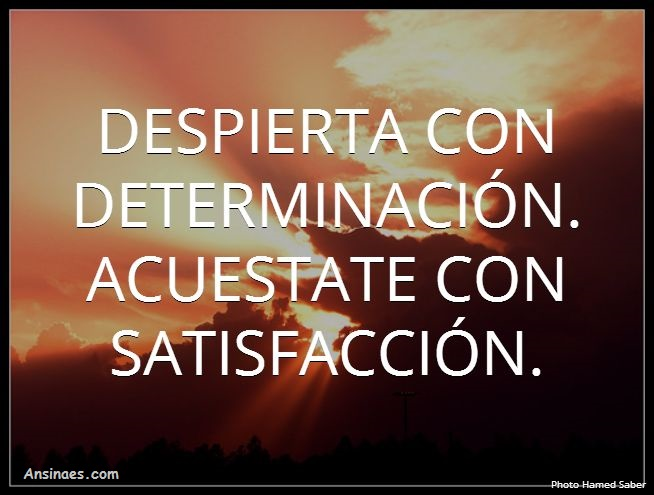 DESPIERTA CON
DETERMINACIÓN.
ACUESTATE CON
SATISFACCIÓN.
Ansinaes.com
Photo Hamed Saber